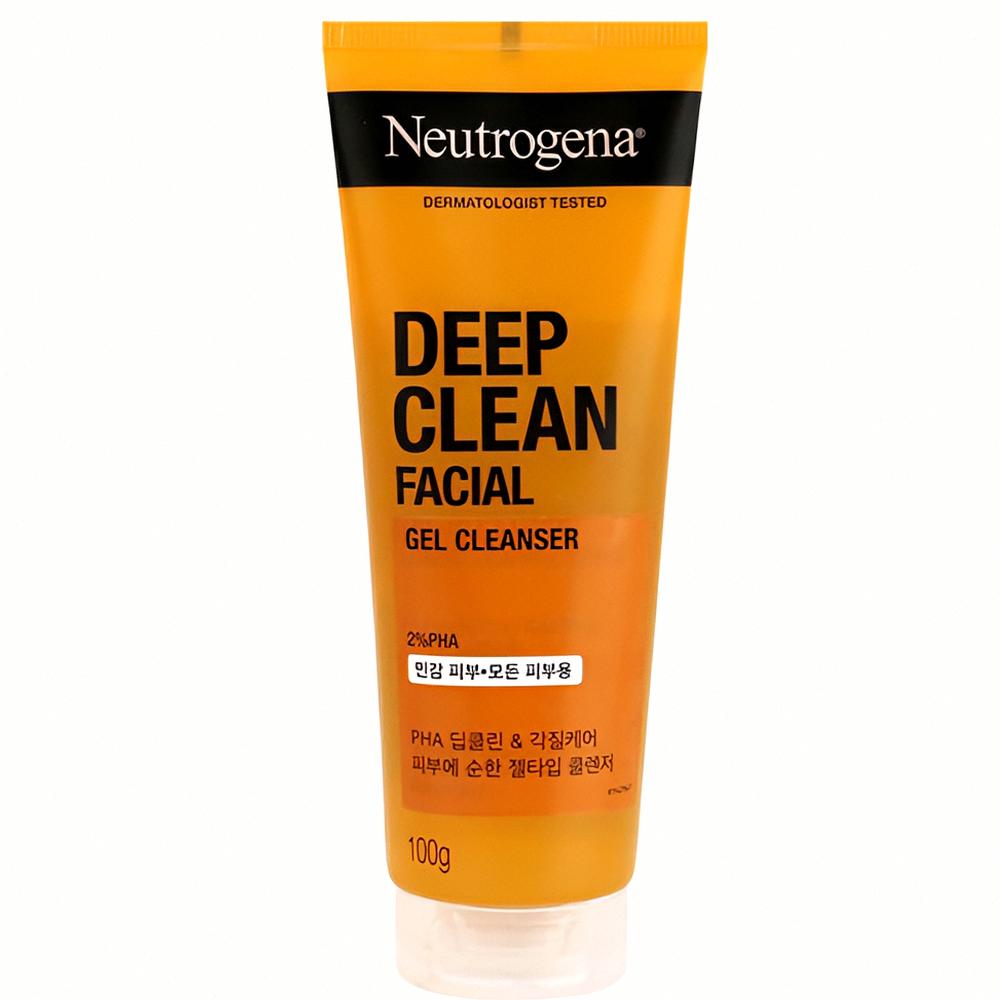 Neutrogena®
DERMATOLOGIST TESTED
DEEP
CLEAN
FACIAL
GEL CLEANSER
2%PHA
민감 피부•모든 피부용
PHA 딥클린 & 각질케어
피부에 순한 젤타입 클렌저
100g